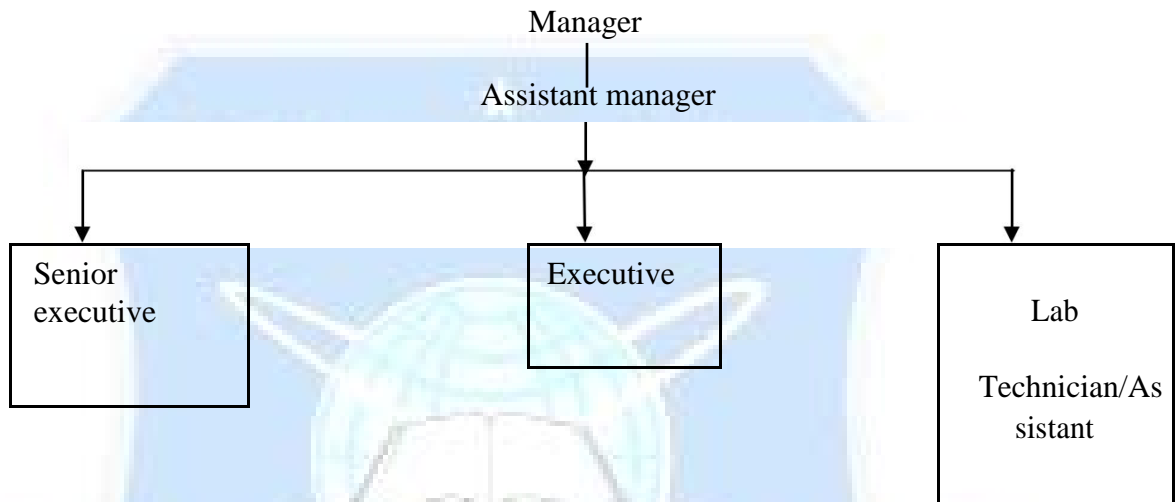 Manager
Assistant manager
Senior
executive
Executive
Lab
Technician/As
sistant